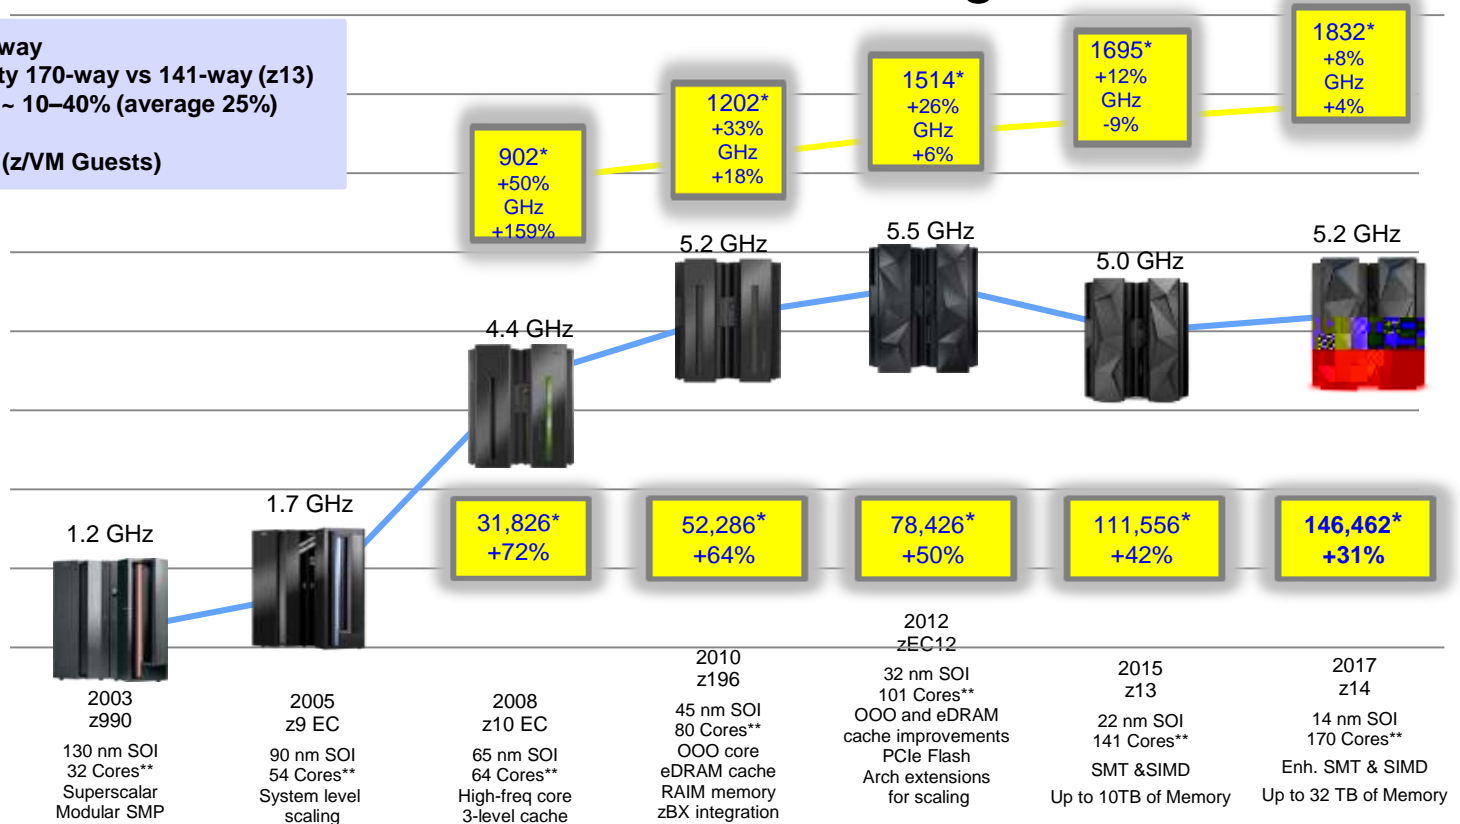 way
ty 170-way vs 141-way (z13)
~ 10–40% (average 25%)
(z/VM Guests)
902*
+50%
GHz
+159%
1202*
+33%
GHz
+18%
1514*
+26%
GHz
+6%
1695*
+12%
GHz
-9%
1832*
+8%
GHz
+4%
1.2 GHz
1.7 GHz
4.4 GHz
5.2 GHz
5.5 GHz
5.0 GHz
5.2 GHz
31,826*
+72%
52,286*
+64%
78,426*
+50%
111,556*
+42%
146,462*
+31%
2003
z990
130 nm SOI
32 Cores**
Superscalar
Modular SMP
2005
z9 EC
90 nm SOI
54 Cores**
System level
scaling
2008
z10 EC
65 nm SOI
64 Cores**
High-freq core
3-level cache
2010
z196
45 nm SOI
80 Cores**
OOO core
eDRAM cache
RAIM memory
zBX integration
2012
zEC12
32 nm SOI
101 Cores**
OOO and eDRAM
cache improvements
PCIe Flash
Arch extensions
for scaling
2015
z13
22 nm SOI
141 Cores**
SMT &SIMD
Up to 10TB of Memory
2017
z14
14 nm SOI
170 Cores**
Enh. SMT & SIMD
Up to 32 TB of Memory